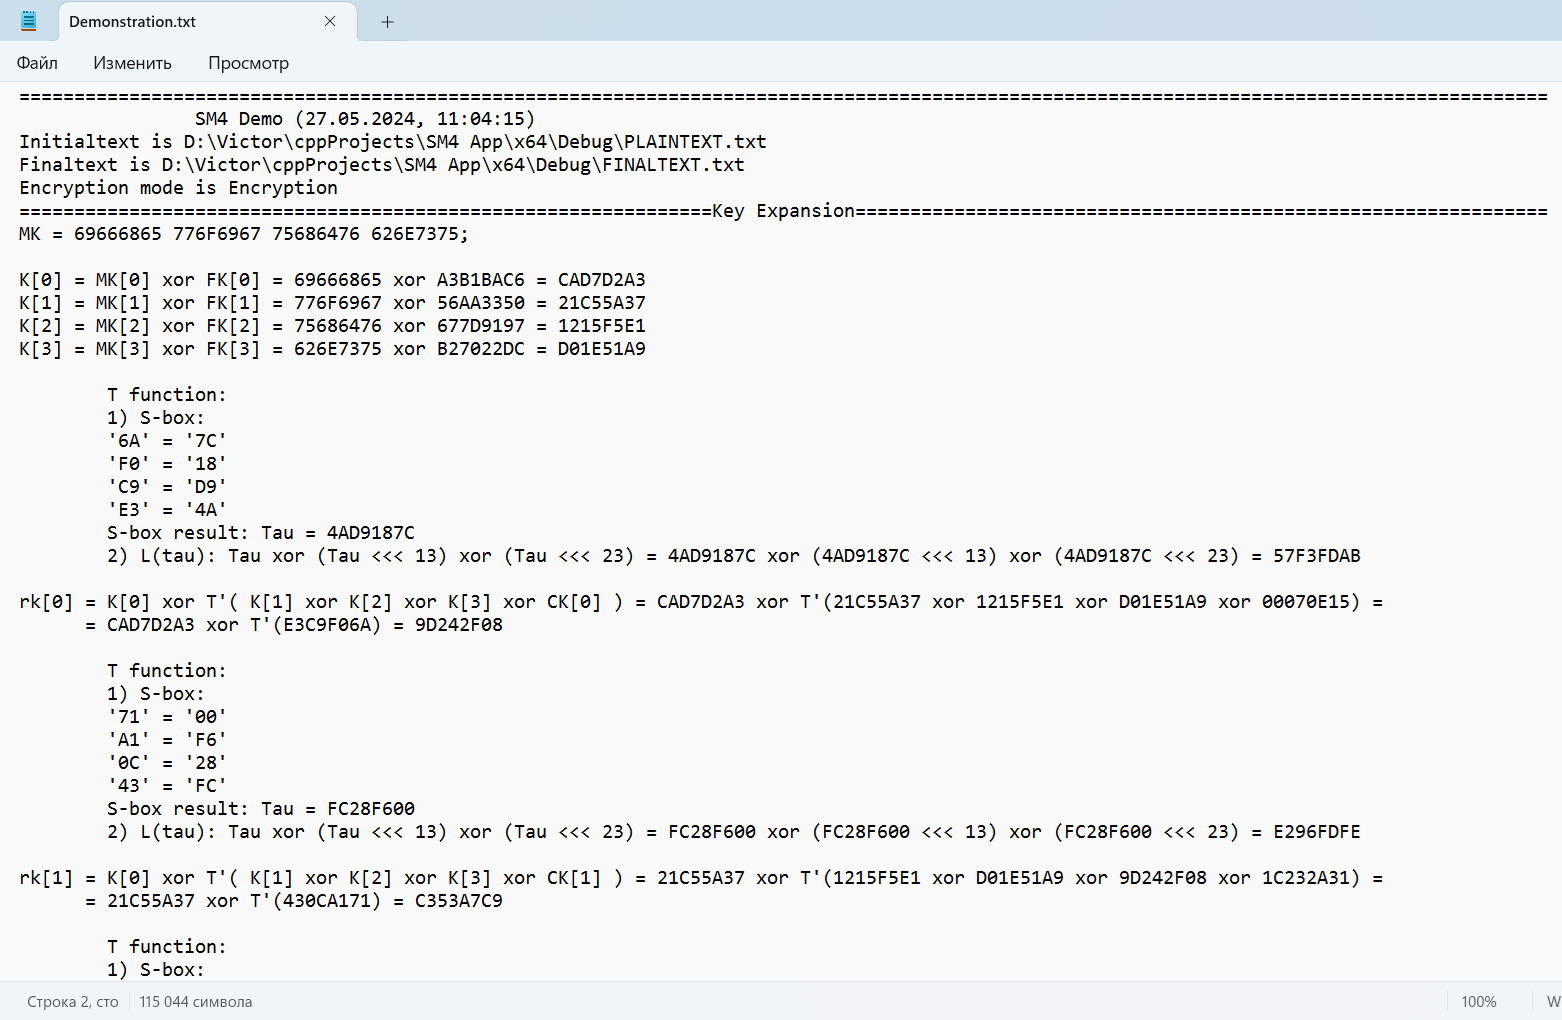 Demonstration.txt
Файл Изменить Просмотр
============================================================================================================================================
SM4 Demo (27.05.2024, 11:04:15)
Initialtext is D:\Victor\cppProjects\SM4 App\x64\Debug\PLAINTEXT.txt
Finaltext is D:\Victor\cppProjects\SM4 App\x64\Debug\FINALTEXT.txt
Encryption mode is Encryption
===============================================================Key Expansion===============================================================
MK = 69666865 776F6967 75686476 626E7375;
K[0] = MK[0] xor FK[0] = 69666865 xor A3B1BAC6 = CAD7D2A3
K[1] = MK[1] xor FK[1] = 776F6967 xor 56AA3350 = 21C55A37
K[2] = MK[2] xor FK[2] = 75686476 xor 677D9197 = 1215F5E1
K[3] = MK[3] xor FK[3] = 626E7375 xor B27022DC = D01E51A9
T function:
1) S-box:
'6A' = '7C'
'F0' = '18'
'C9' = 'D9'
'E3' = '4A'
S-box result: Tau = 4AD9187C
2) L(tau): Tau xor (Tau <<< 13) xor (Tau <<< 23) = 4AD9187C xor (4AD9187C <<< 13) xor (4AD9187C <<< 23) = 57F3FDAB
rk[0] = K[0] xor T'( K[1] xor K[2] xor K[3] xor CK[0] ) = CAD7D2A3 xor T'(21C55A37 xor 1215F5E1 xor D01E51A9 xor 00070E15) =
= CAD7D2A3 xor T'(E3C9F06A) = 9D242F08
T function:
1) S-box:
'71' = '00'
'A1' = 'F6'
'0C' = '28'
'43' = 'FC'
S-box result: Tau = FC28F600
2) L(tau): Tau xor (Tau <<< 13) xor (Tau <<< 23) = FC28F600 xor (FC28F600 <<< 13) xor (FC28F600 <<< 23) = E296FDFE
rk[1] = K[0] xor T'( K[1] xor K[2] xor K[3] xor CK[1] ) = 21C55A37 xor T'(1215F5E1 xor D01E51A9 xor 9D242F08 xor 1C232A31) =
= 21C55A37 xor T'(430CA171) = C353A7C9
T function:
1) S-box:
Строка 2, сто 115 044 символа 100% W